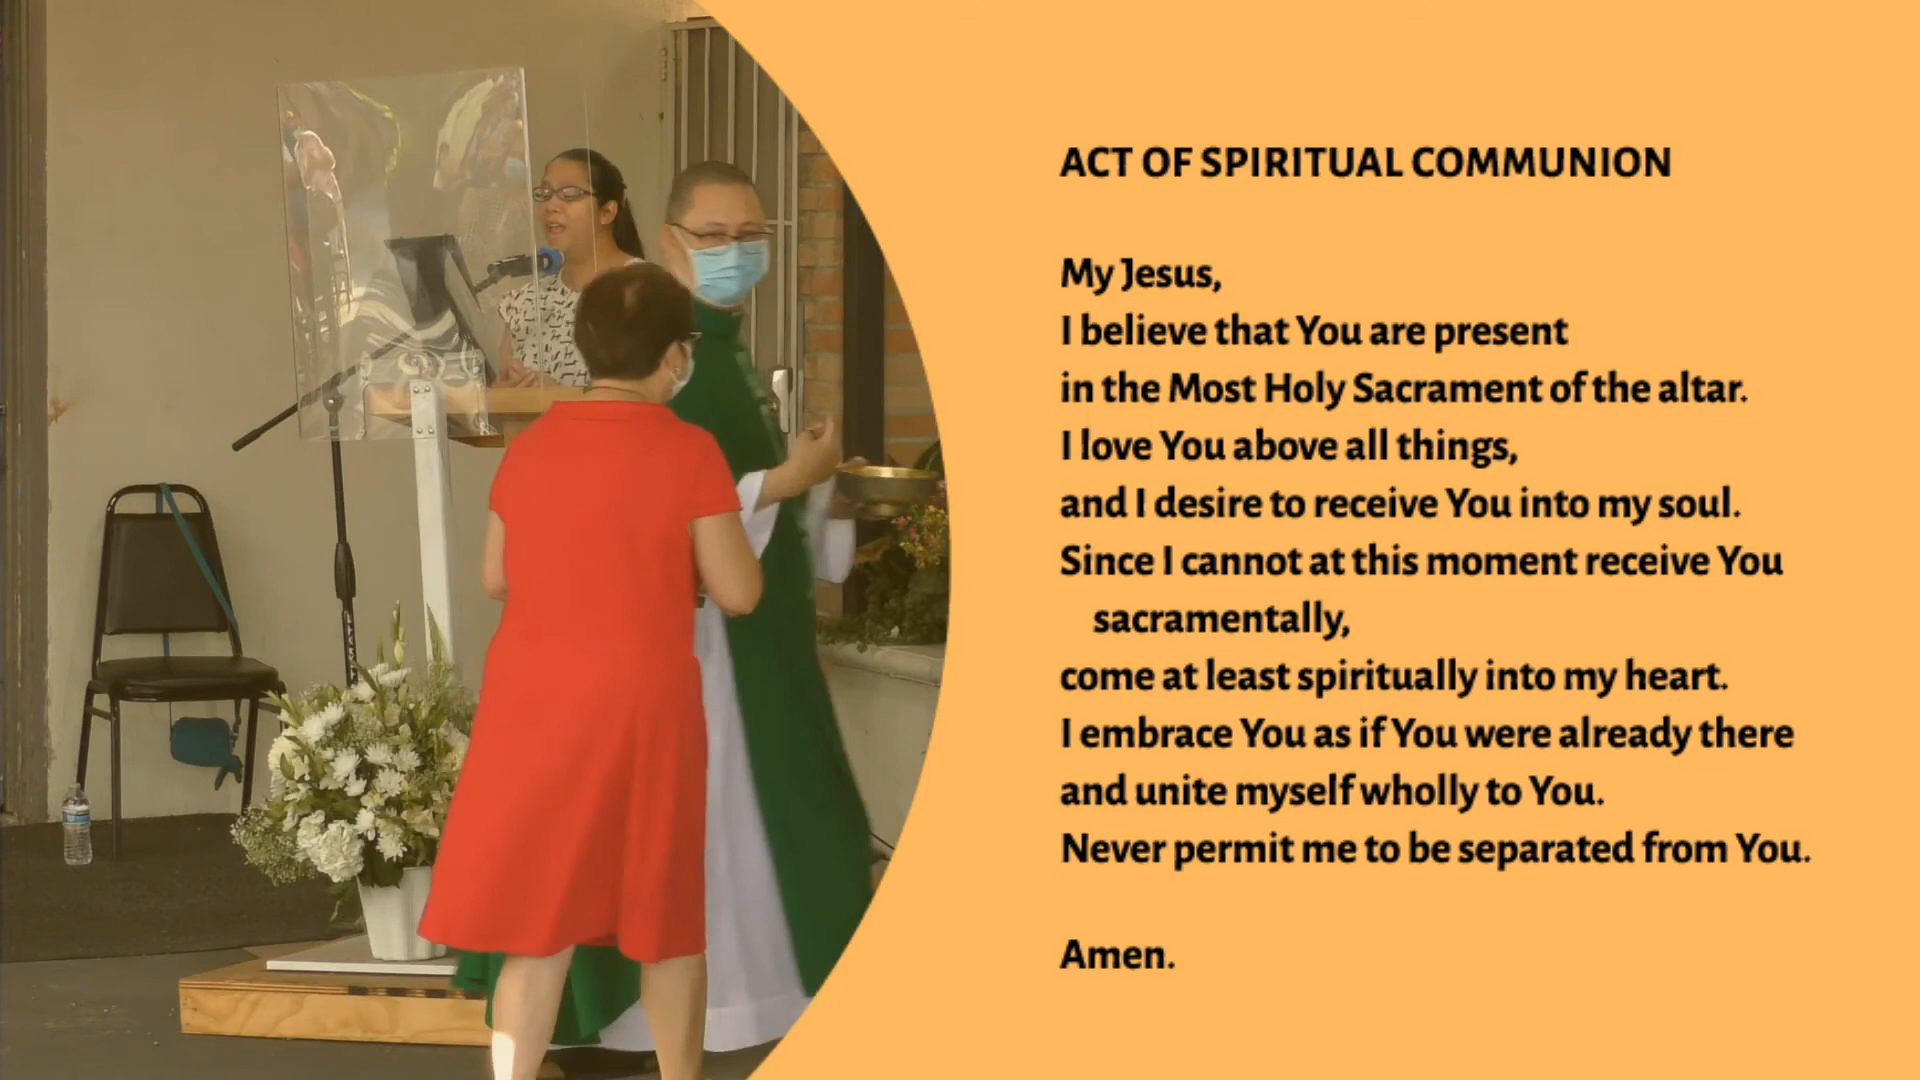 ACT OF SPIRITUAL COMMUNION
My Jesus,
I believe that You are present
in the Most Holy Sacrament of the altar.
I love You above all things,
and I desire to receive You into my soul.
Since I cannot at this moment receive You
sacramentally,
come at least spiritually into my heart.
I embrace You as if You were already there
and unite myself wholly to You.
Never permit me to be separated from You.
Amen.